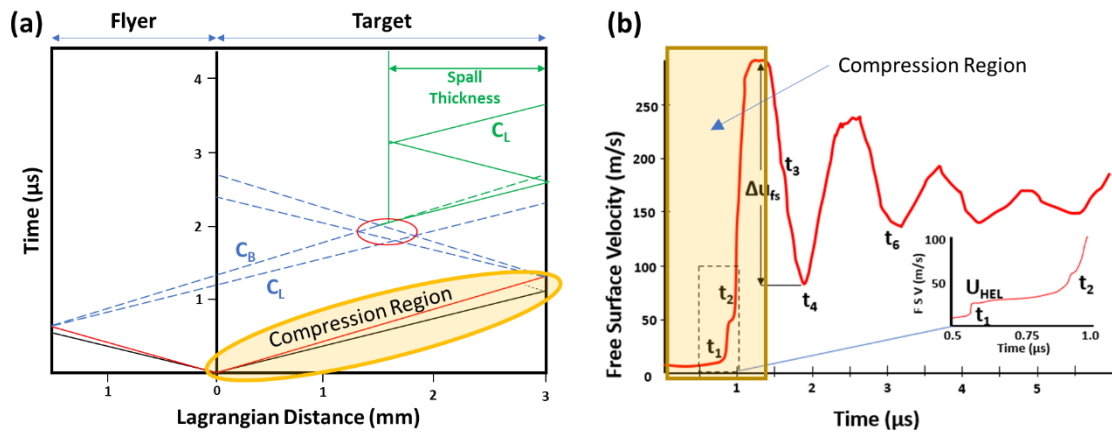 (a)
Flyer
Target
Time (μs)
4
3
2
1
Spall
Thickness
C_L
C_B
C_L
Compression Region
1
0
1
2
3
Lagrangian Distance (mm)
(b)
Compression Region
Free Surface Velocity (m/s)
250
200
150
100
50
0
t_3
Δu_fs
t_4
t_6
t_2
t_1
1
2
3
4
5
Time (μs)
F S V (m/s)
100
50
U_HEL
t_1
t_2
0.5
0.75
1.0
Time (μs)